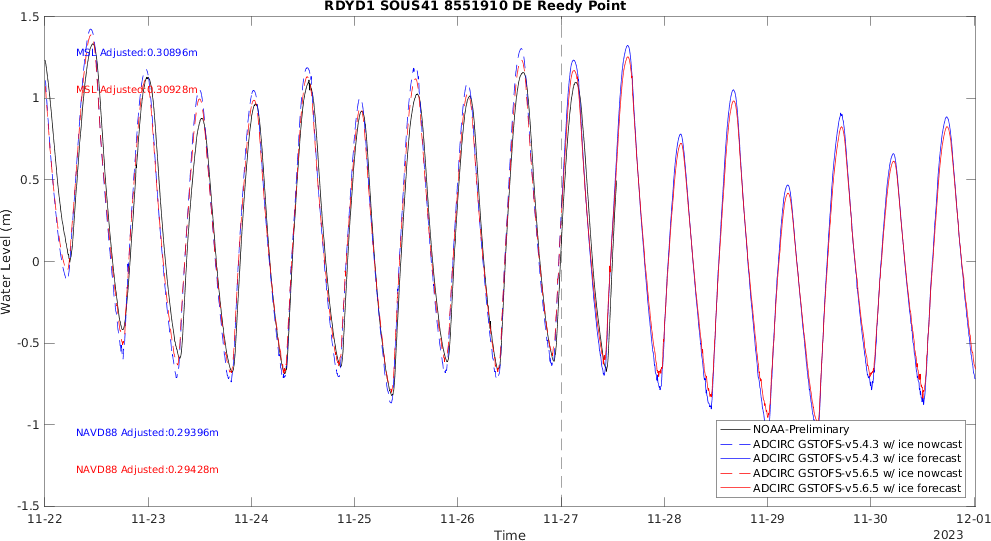 RDYD1 SOUS41 8551910 DE Reedy Point
1.5
1
0.5
0
-0.5
-1
-1.5
Water Level (m)
MSL Adjusted:0.30896m
MSL Adjusted:0.30928m
NAVD88 Adjusted:0.29396m
NAVD88 Adjusted:0.29428m
NOAA-Preliminary
ADCIRC GSTOFS-v5.4.3 w/ ice nowcast
ADCIRC GSTOFS-v5.4.3 w/ ice forecast
ADCIRC GSTOFS-v5.6.5 w/ ice nowcast
ADCIRC GSTOFS-v5.6.5 w/ ice forecast
11-22 11-23 11-24 11-25 11-26 11-27 11-28 11-29 11-30 12-01
Time
2023